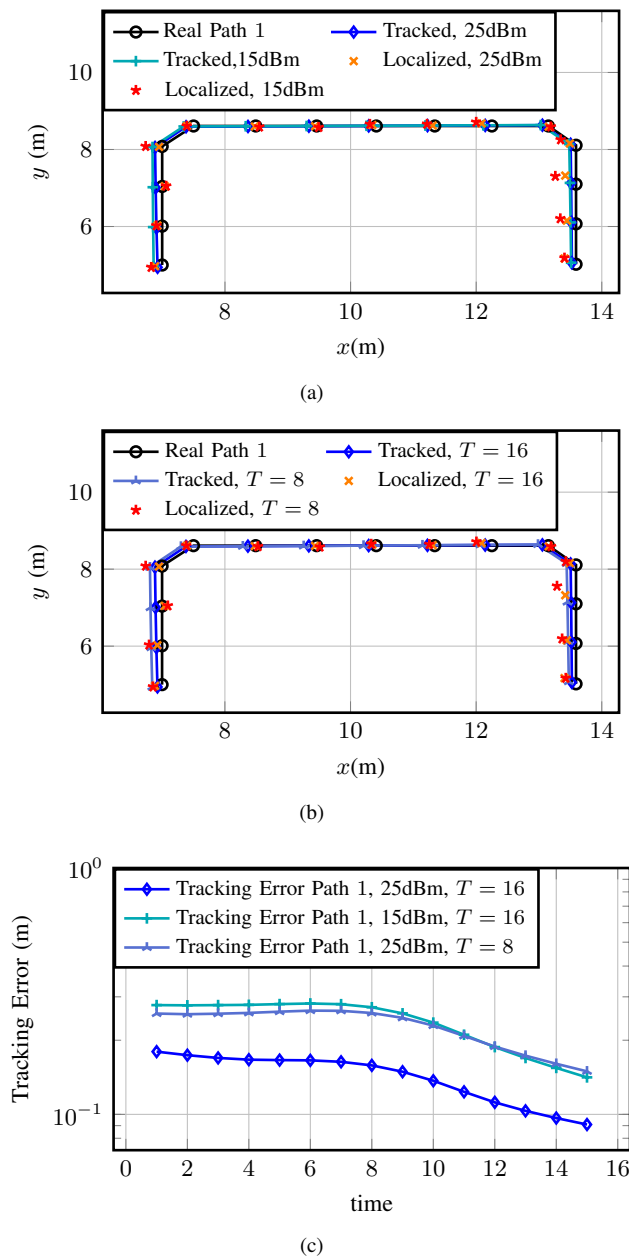 Real Path 1 Tracked, 25dBm
Tracked,15dBm Localized, 25dBm
Localized, 15dBm
10
8
6
y (m)
8 10 12 14
x(m)
(a)
Real Path 1 Tracked, T = 16
Tracked, T = 8 Localized, T = 16
Localized, T = 8
10
8
6
y (m)
8 10 12 14
x(m)
(b)
10^0
Tracking Error Path 1, 25dBm, T = 16
Tracking Error Path 1, 15dBm, T = 16
Tracking Error Path 1, 25dBm, T = 8
Tracking Error (m)
10^−1
0 2 4 6 8 10 12 14 16
time
(c)